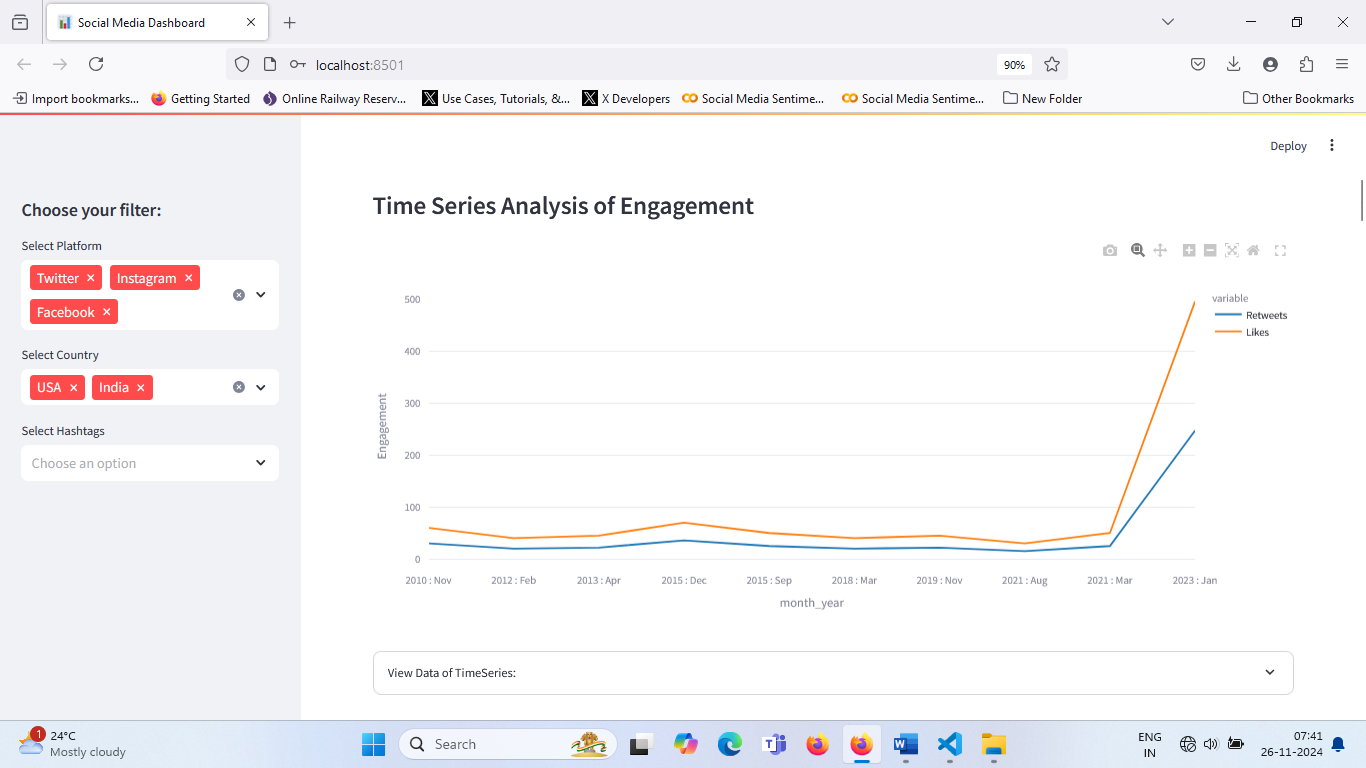 Social Media Dashboard
localhost:8501
90%
Import bookmarks... Getting Started Online Railway Reserv... Use Cases, Tutorials, &... X Developers Social Media Sentime... Social Media Sentime... New Folder Other Bookmarks
Deploy
Choose your filter:
Select Platform
Twitter Instagram
Facebook
Select Country
USA India
Select Hashtags
Choose an option
Time Series Analysis of Engagement
variable
Retweets
Likes
500
400
300
200
100
0
Engagement
2010 : Nov 2012 : Feb 2013 : Apr 2015 : Dec 2015 : Sep 2018 : Mar 2019 : Nov 2021 : Aug 2021 : Mar 2023 : Jan
month_year
View Data of TimeSeries:
1
24°C
Mostly cloudy
Search
ENG
IN
07:41
26-11-2024